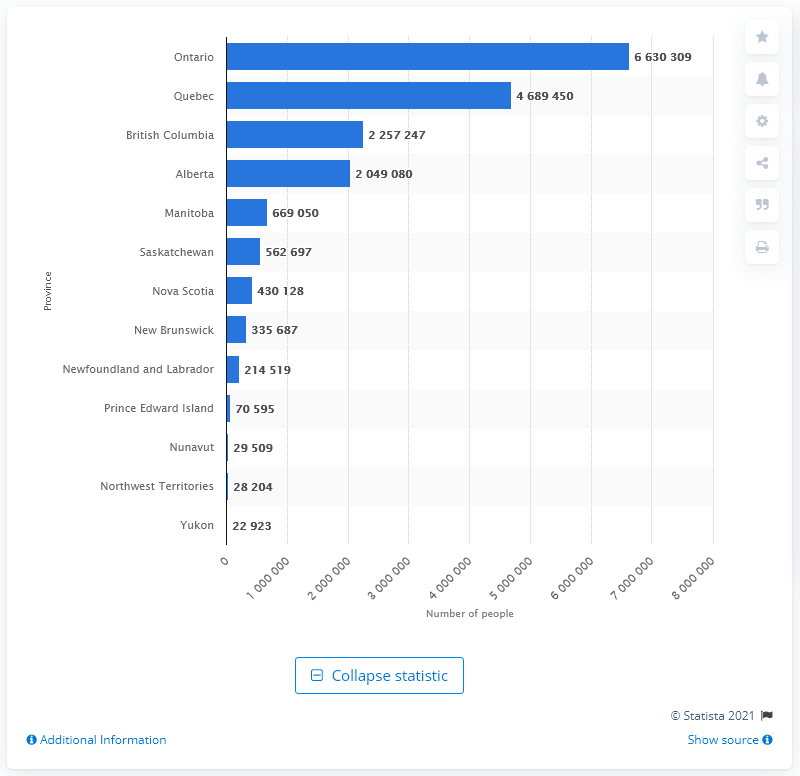 Ontario 6 630 309
Quebec 4 689 450
British Columbia 2 257 247
Alberta 2 049 080
Manitoba 669 050
Saskatchewan 562 697
Nova Scotia 430 128
New Brunswick 335 687
Newfoundland and Labrador 214 519
Prince Edward Island 70 595
Nunavut 29 509
Northwest Territories 28 204
Yukon 22 923
Province
0 1 000 000 2 000 000 3 000 000 4 000 000 5 000 000 6 000 000 7 000 000 8 000 000
Number of people
Collapse statistic
© Statista 2021
Additional Information Show source